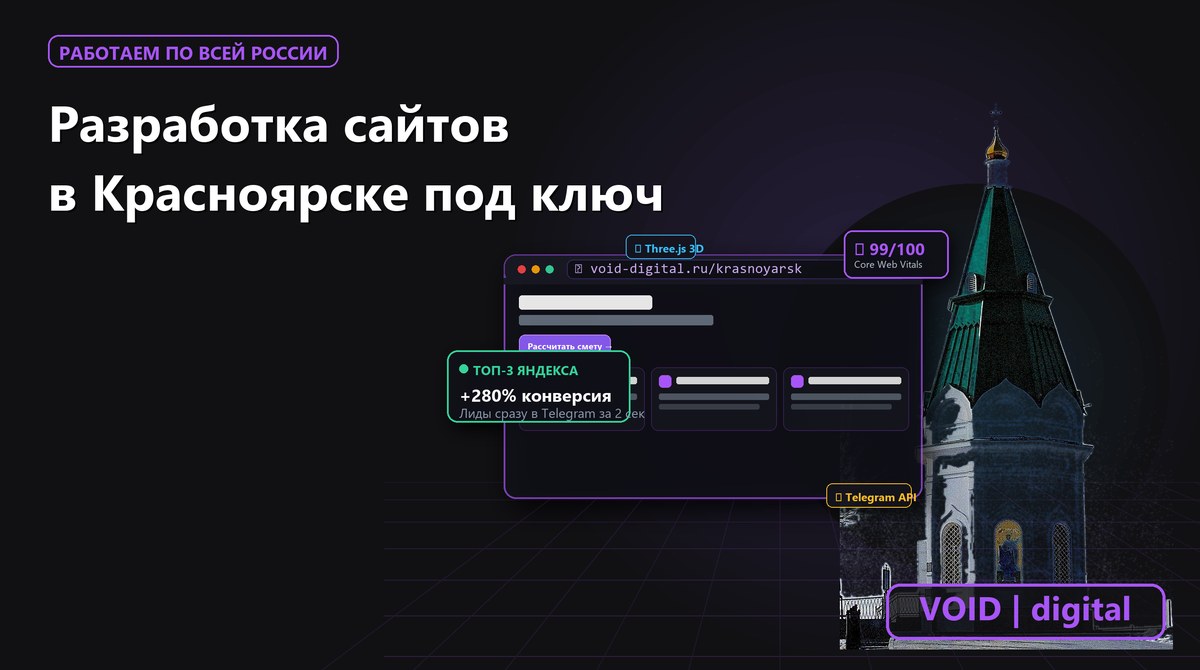 РАБОТАЕМ ПО ВСЕЙ РОССИИ
Разработка сайтов
в Красноярске под ключ
Three.js 3D
99/100
Core Web Vitals
void-digital.ru/krasnoyarsk
Рассчитать смету →
ТОП-3 ЯНДЕКСА
+280% конверсия
Лиды сразу в Telegram за 2 сек
Telegram API
VOID | digital